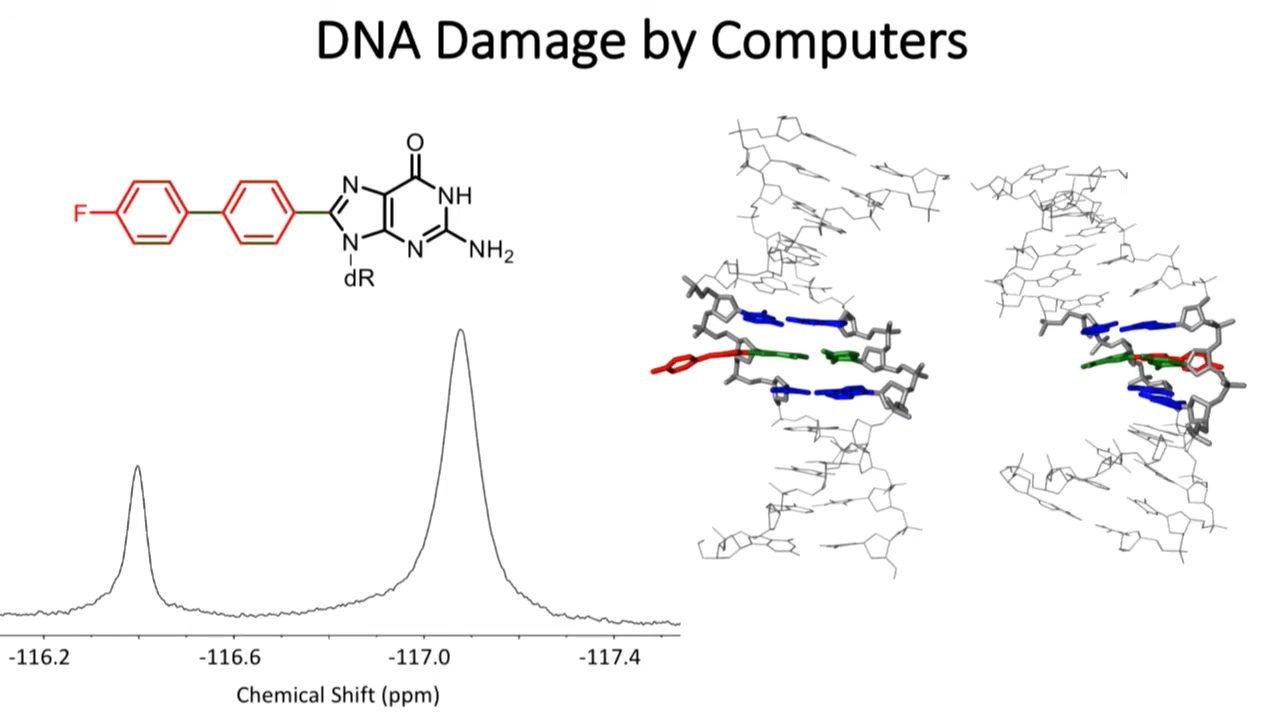 DNA Damage by Computers
O
N
NH
F
N
N
NH2
dR
-116.2 -116.6 -117.0 -117.4
Chemical Shift (ppm)